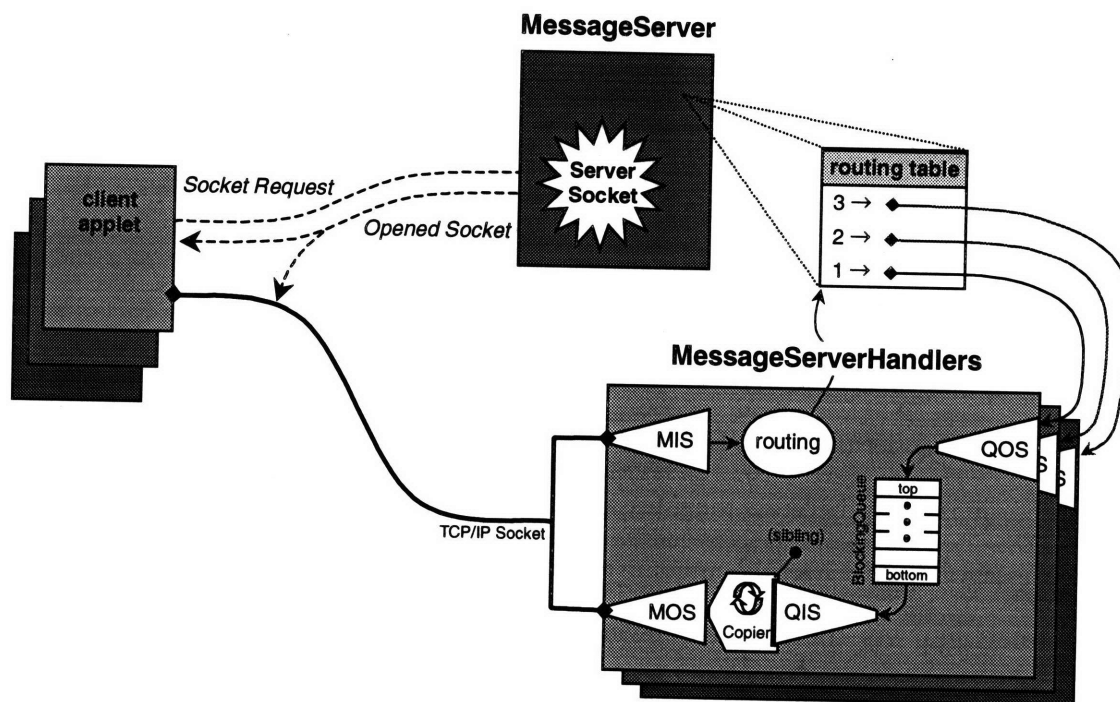 MessageServer
Server
Socket
client
applet
Socket Request
Opened Socket
routing table
3 →
2 →
1 →
MessageServerHandlers
MIS
routing
QOS
S
S
top
BlockingQueue
bottom
TCP/IP Socket
(sibling)
MOS
Copier
QIS